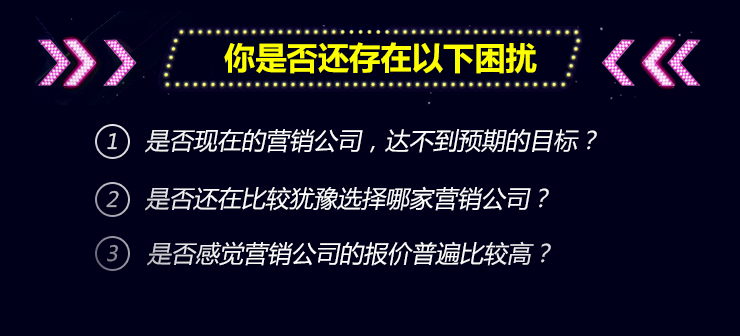 你是否还存在以下困扰
1 是否现在的营销公司，达不到预期的目标？
2 是否还在比较犹豫选择哪家营销公司？
3 是否感觉营销公司的报价普遍比较高？